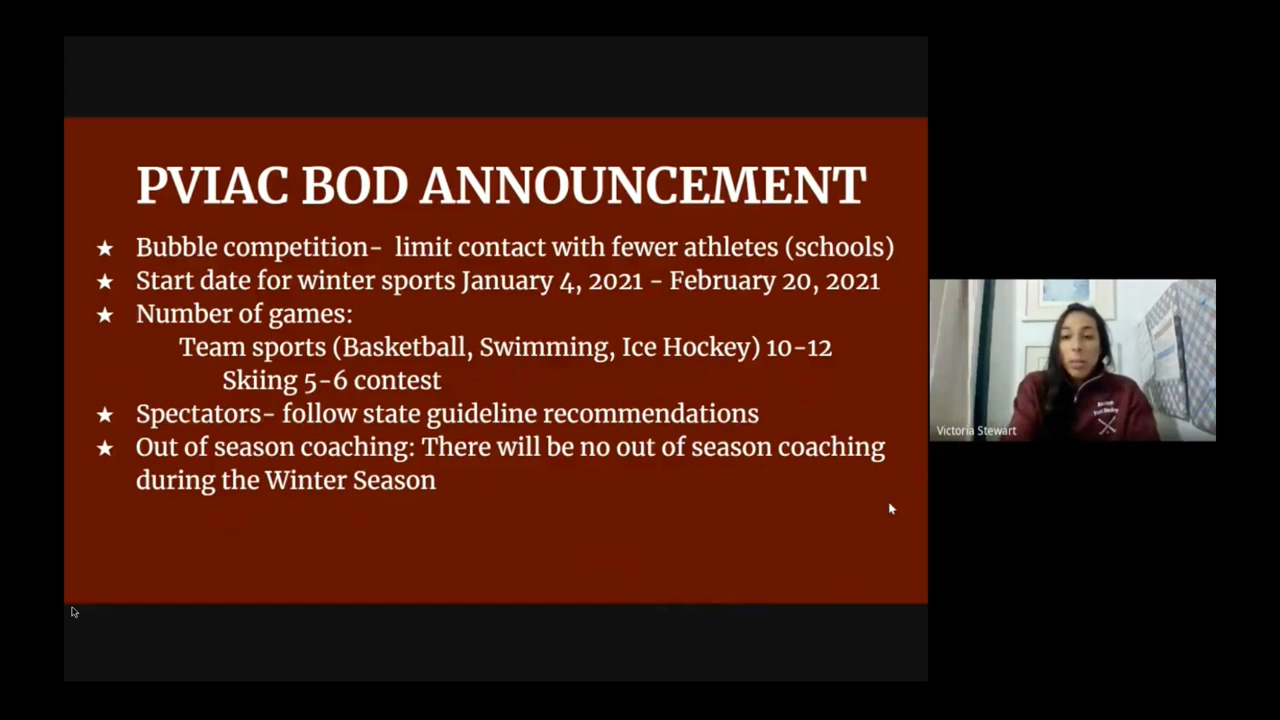 PVIAC BOD ANNOUNCEMENT
★ Bubble competition- limit contact with fewer athletes (schools)
★ Start date for winter sports January 4, 2021 - February 20, 2021
★ Number of games:
Team sports (Basketball, Swimming, Ice Hockey) 10-12
Skiing 5-6 contest
★ Spectators- follow state guideline recommendations
★ Out of season coaching: There will be no out of season coaching
during the Winter Season
Victoria Stewart